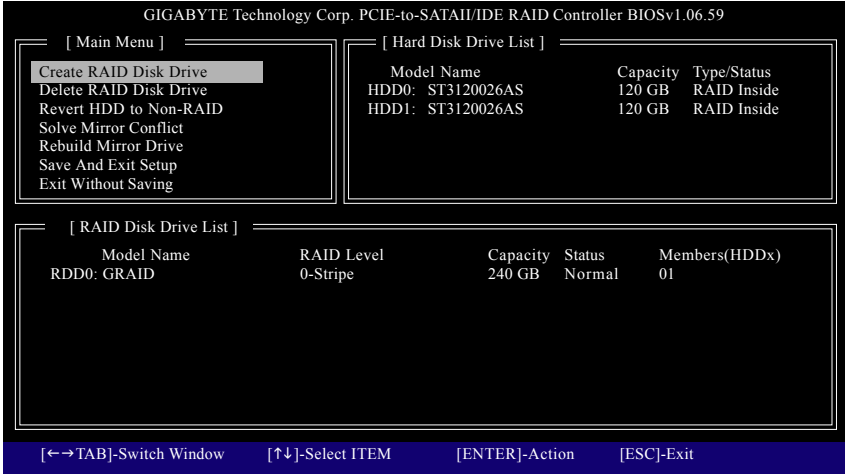 GIGABYTE Technology Corp. PCIE-to-SATAII/IDE RAID Controller BIOSv1.06.59
[ Main Menu ]
Create RAID Disk Drive
Delete RAID Disk Drive
Revert HDD to Non-RAID
Solve Mirror Conflict
Rebuild Mirror Drive
Save And Exit Setup
Exit Without Saving
[ Hard Disk Drive List ]
Model Name Capacity Type/Status
HDD0: ST3120026AS 120 GB RAID Inside
HDD1: ST3120026AS 120 GB RAID Inside
[ RAID Disk Drive List ]
Model Name RAID Level Capacity Status Members(HDDx)
RDD0: GRAID 0-Stripe 240 GB Normal 01
[←→TAB]-Switch Window [↑↓]-Select ITEM [ENTER]-Action [ESC]-Exit